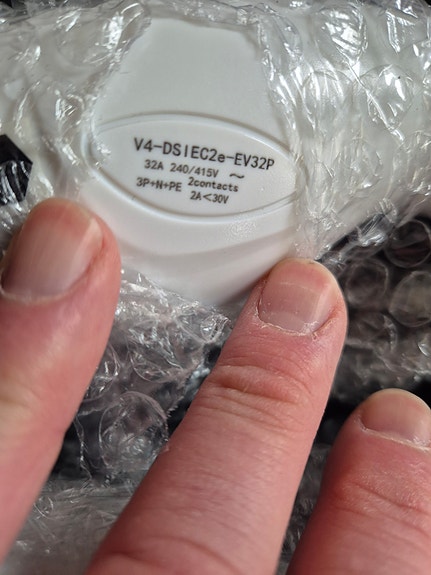 V4-DSIEC2e-EV32P
32A 240/415V ~
3P+N+PE 2contacts
2A<30V